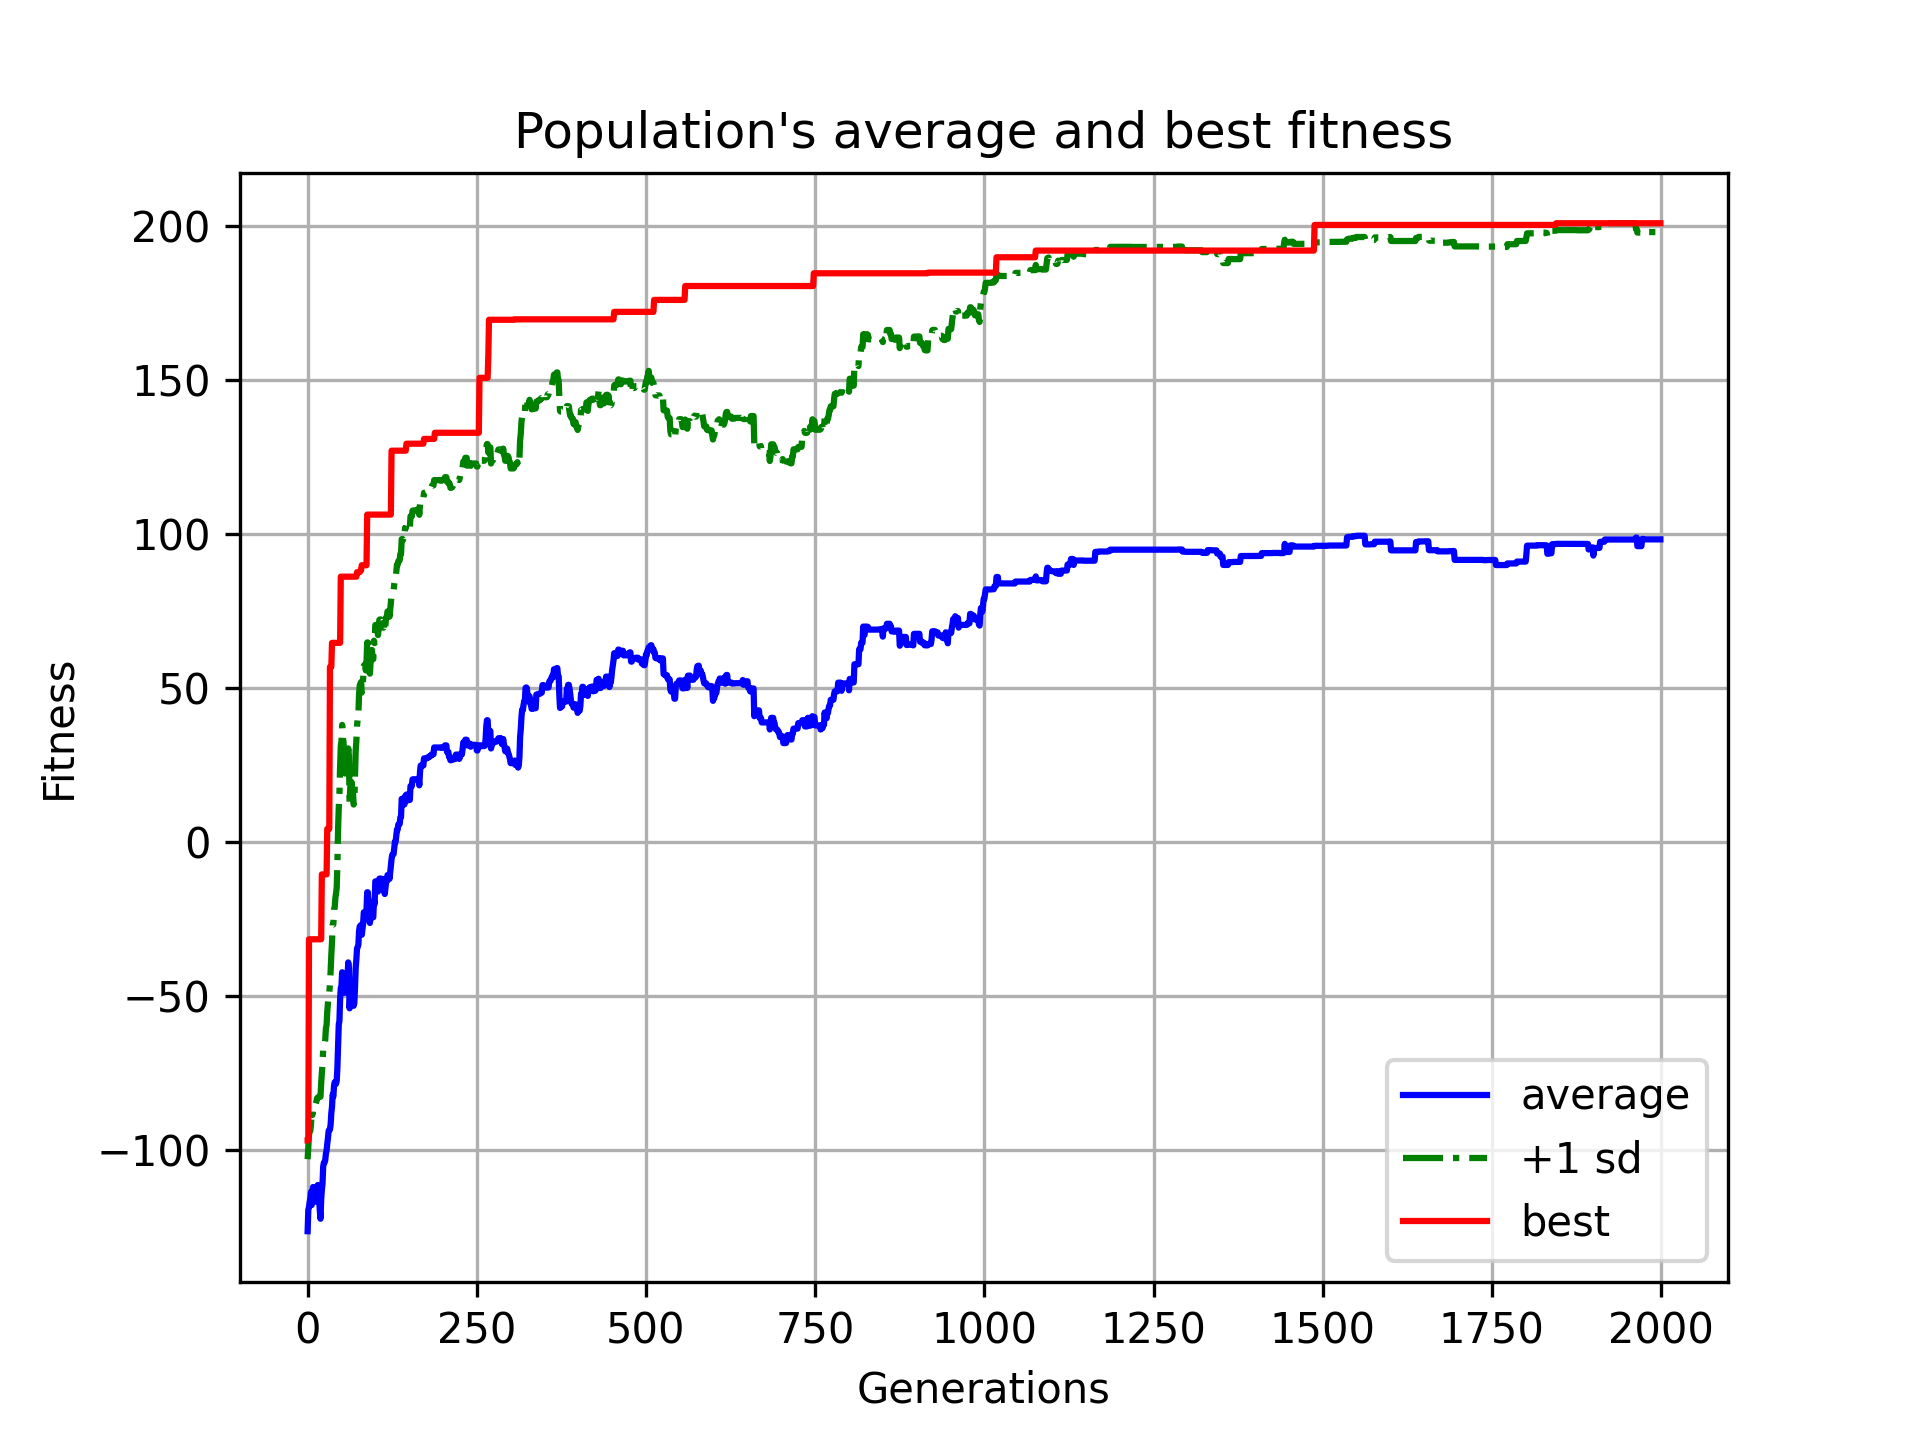 Population's average and best fitness
200
150
100
50
0
−50
−100
Fitness
0 250 500 750 1000 1250 1500 1750 2000
Generations
average
+1 sd
best